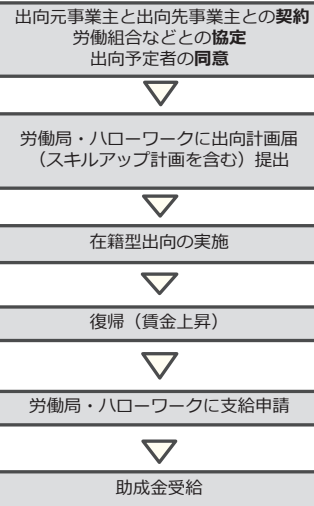 出向元事業主と出向先事業主との契約
労働組合などとの協定
出向予定者の同意
労働局・ハローワークに出向計画届
（スキルアップ計画を含む）提出
在籍型出向の実施
復帰（賃金上昇）
労働局・ハローワークに支給申請
助成金受給